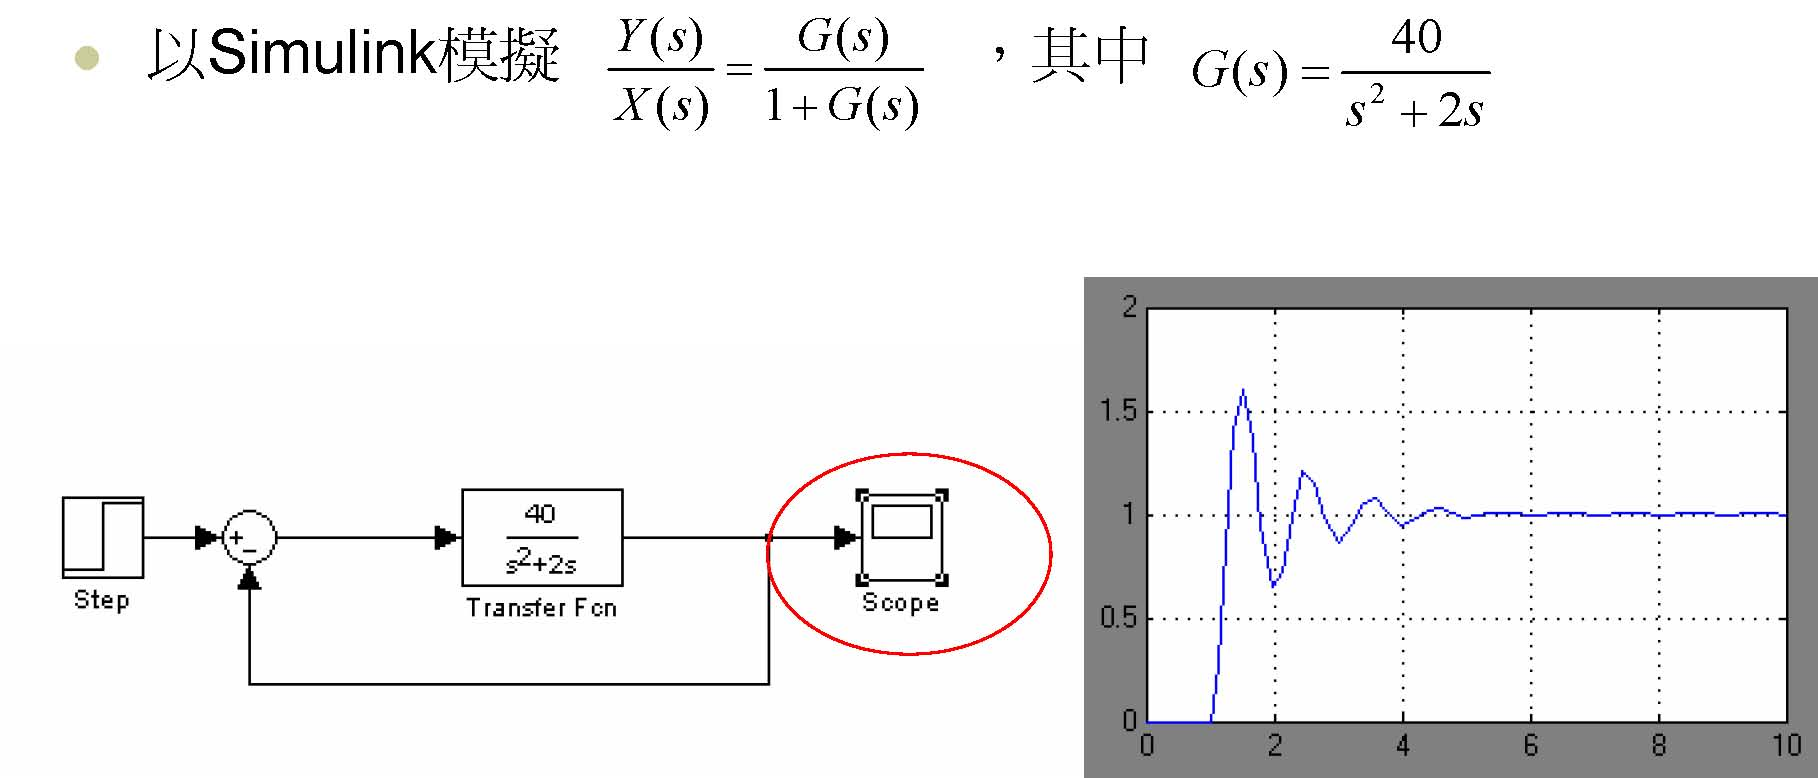 以Simulink模擬 Y(s)/X(s) = G(s)/(1+G(s)) ，其中 G(s) = 40/(s²+2s)
Step
+
−
40
s²+2s
Transfer Fcn
Scope
2
1.5
1
0.5
0
0 2 4 6 8 10